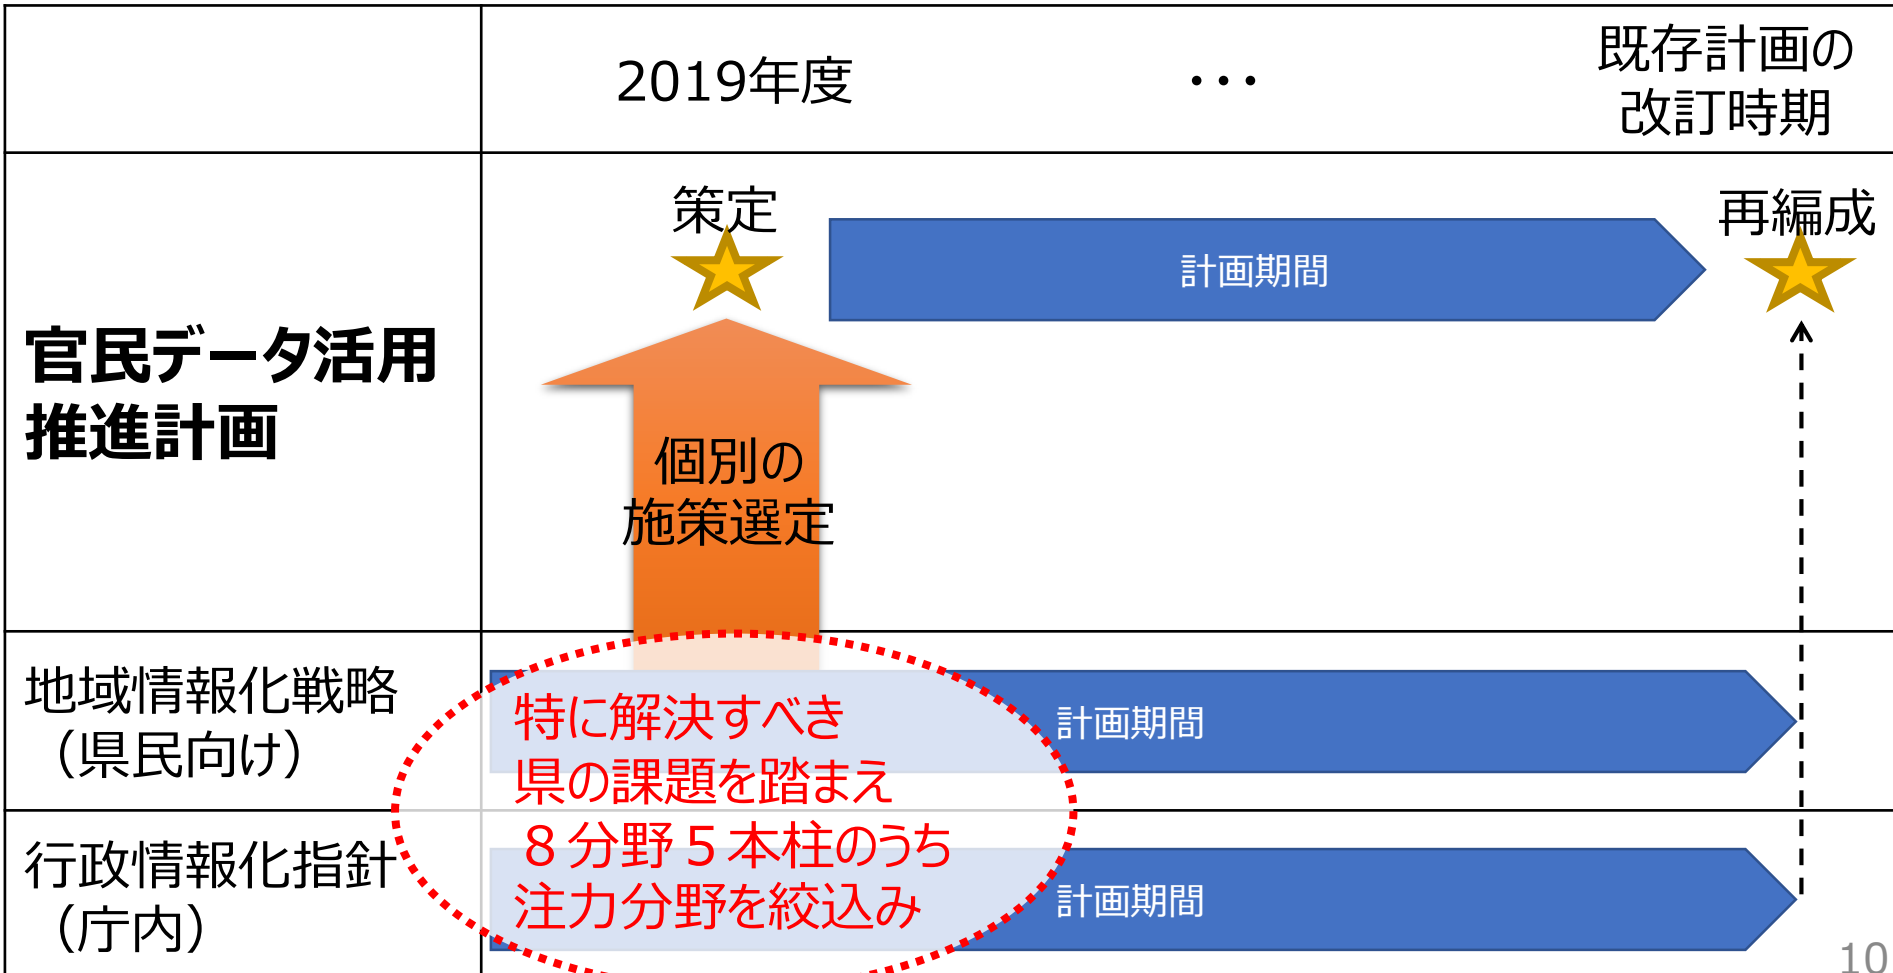 2019年度
・・・
既存計画の
改訂時期
官民データ活用
推進計画
策定
計画期間
再編成
個別の
施策選定
地域情報化戦略
（県民向け）
計画期間
特に解決すべき
県の課題を踏まえ
８分野５本柱のうち
注力分野を絞込み
行政情報化指針
（庁内）
計画期間
10